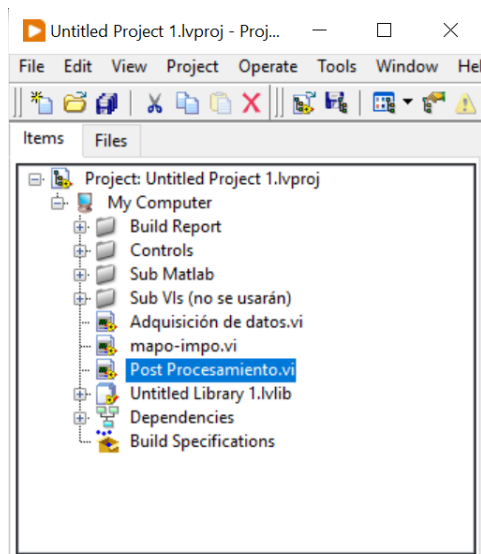 Untitled Project 1.lvproj - Proj...
File Edit View Project Operate Tools Window Hel
Items Files
Project: Untitled Project 1.lvproj
My Computer
Build Report
Controls
Sub Matlab
Sub VIs (no se usarán)
Adquisición de datos.vi
mapo-impo.vi
Post Procesamiento.vi
Untitled Library 1.lvlib
Dependencies
Build Specifications